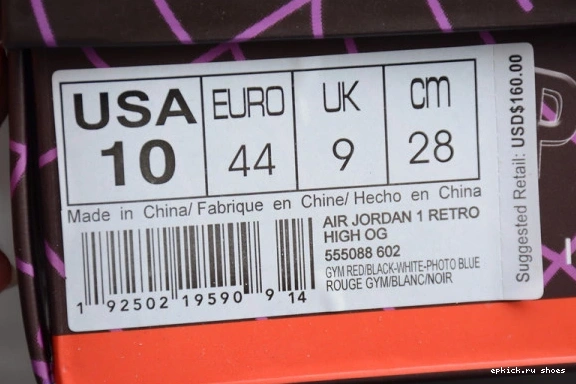 USA EURO UK cm
10 44 9 28
Made in China/ Fabrique en Chine/ Hecho en China
AIR JORDAN 1 RETRO
HIGH OG
555088 602
GYM RED/BLACK-WHITE-PHOTO BLUE
ROUGE GYM/BLANC/NOIR
1 92502 19590 9 14
Suggested Retail: USD$160.00
P
epkick.ru shoes